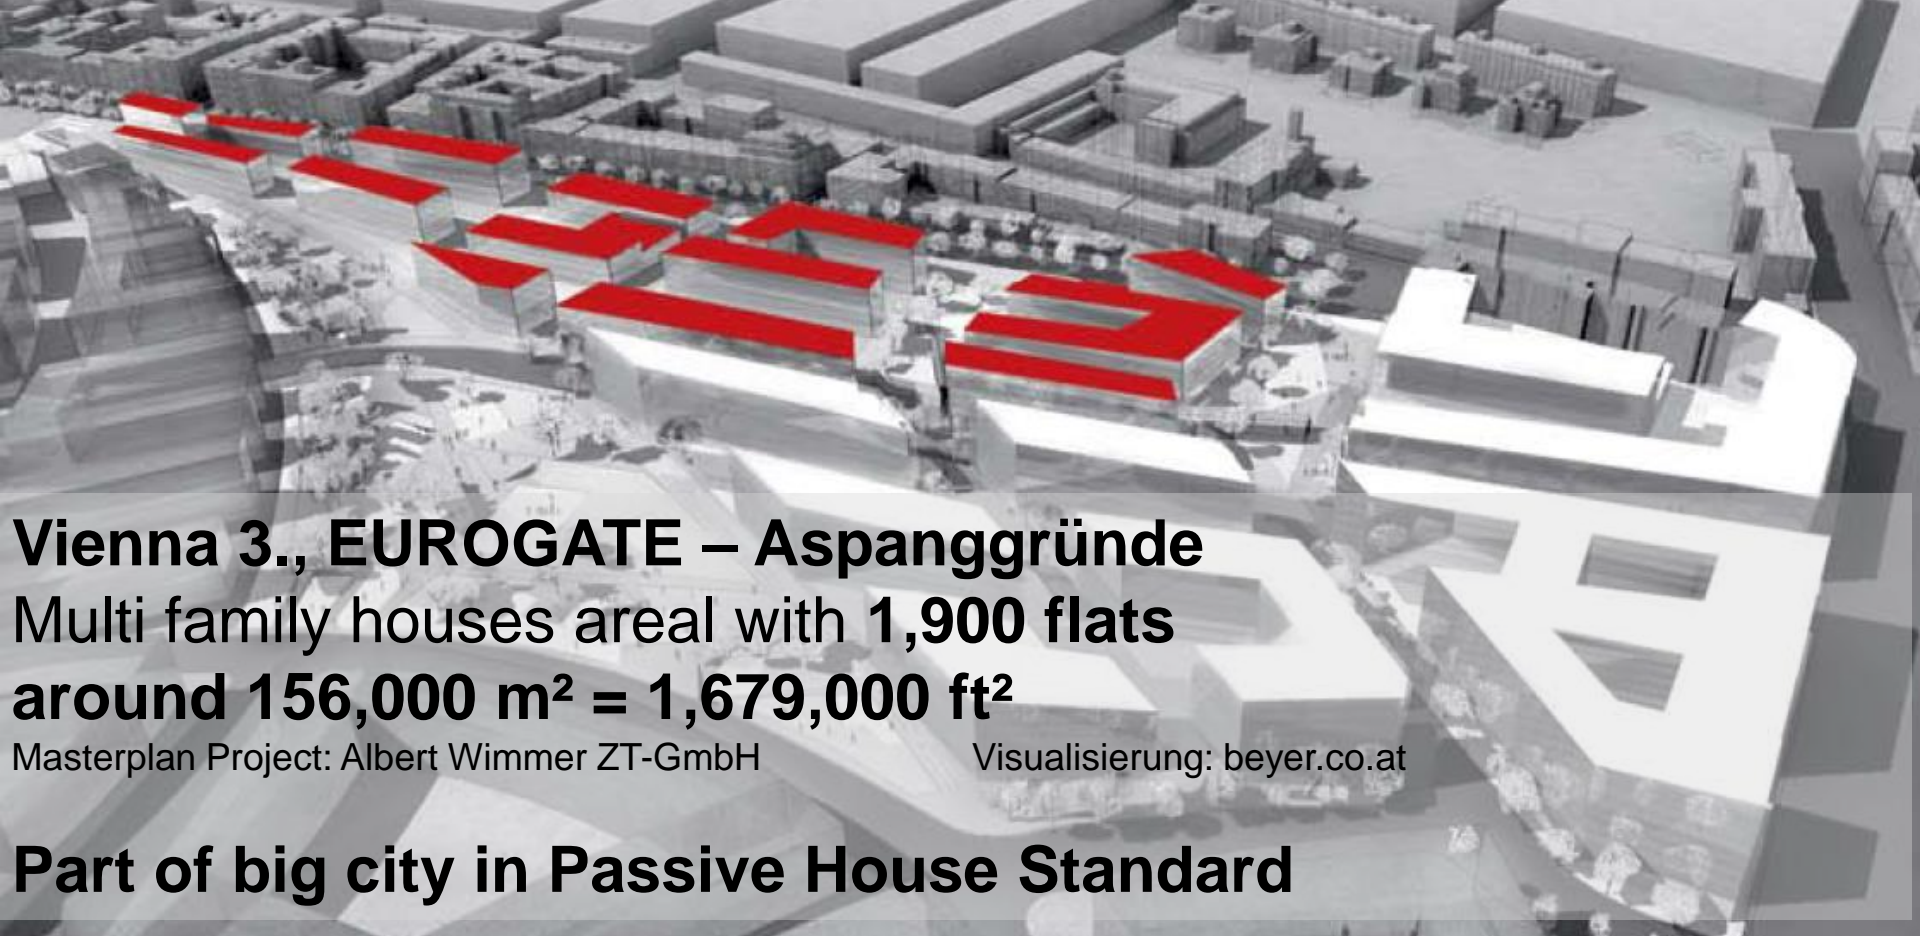 Vienna 3., EUROGATE – Aspanggründe
Multi family houses areal with 1,900 flats
around 156,000 m² = 1,679,000 ft²
Masterplan Project: Albert Wimmer ZT-GmbH Visualisierung: beyer.co.at
Part of big city in Passive House Standard